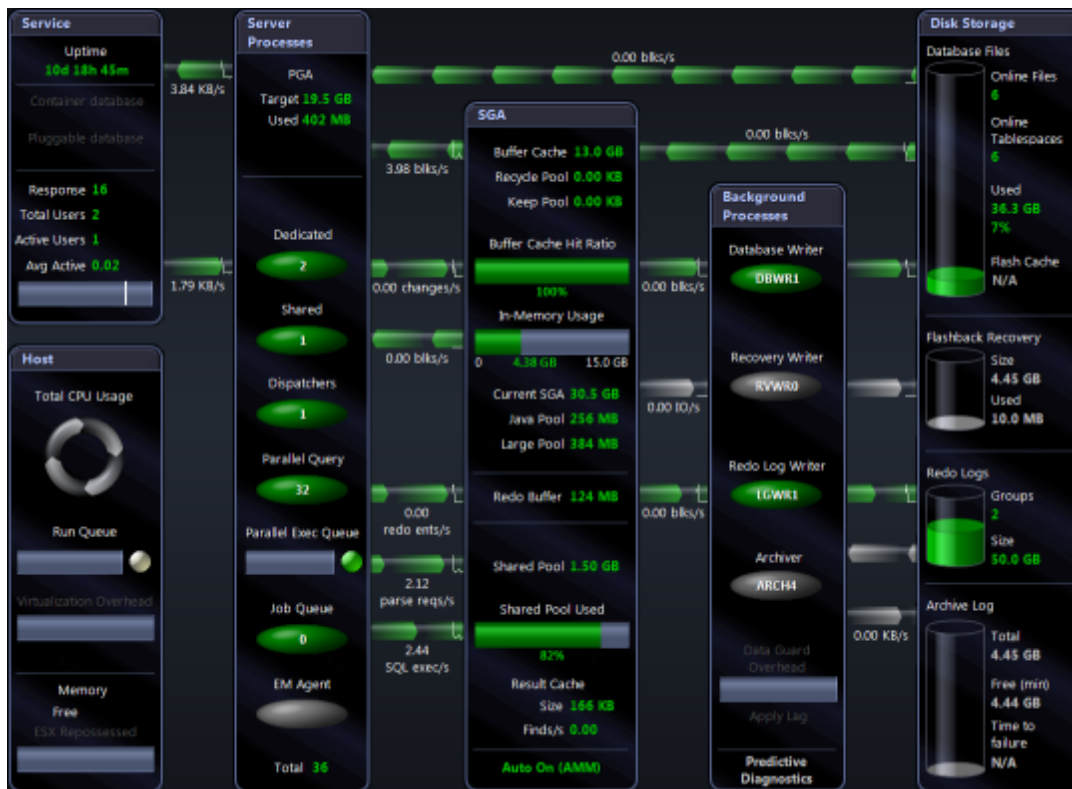 Service
Uptime
10d 18h 45m
Container database
Pluggable database
Response 16
Total Users 2
Active Users 1
Avg Active 0.02
3.84 KB/s
1.79 KB/s
Host
Total CPU Usage
Run Queue
Virtualization Overhead
Memory
Free
ESX Repossessed
Server
Processes
PGA
Target 19.5 GB
Used 402 MB
Dedicated
2
Shared
1
Dispatchers
1
Parallel Query
32
Parallel Exec Queue
Job Queue
0
EM Agent
Total 36
0.00 blks/s
3.98 blks/s
0.00 changes/s
0.00 blks/s
0.00
redo ents/s
2.12
parse reqs/s
2.44
SQL exec/s
SGA
Buffer Cache 13.0 GB
Recycle Pool 0.00 KB
Keep Pool 0.00 KB
Buffer Cache Hit Ratio
100%
In-Memory Usage
0 4.38 GB 15.0 GB
Current SGA 30.5 GB
Java Pool 256 MB
Large Pool 384 MB
Redo Buffer 124 MB
Shared Pool 1.50 GB
Shared Pool Used
82%
Result Cache
Size 166 KB
Finds/s 0.00
Auto On (AMM)
0.00 blks/s
0.00 blks/s
0.00 IO/s
0.00 blks/s
Background
Processes
Database Writer
DBWR1
Recovery Writer
RVWR0
Redo Log Writer
LGWR1
Archiver
ARCH4
Data Guard
Overhead
Apply Lag
Predictive
Diagnostics
0.00 KB/s
Disk Storage
Database Files
Online Files
6
Online
Tablespaces
6
Used
36.3 GB
7%
Flash Cache
N/A
Flashback Recovery
Size
4.45 GB
Used
10.0 MB
Redo Logs
Groups
2
Size
50.0 GB
Archive Log
Total
4.45 GB
Free (min)
4.44 GB
Time to
failure
N/A